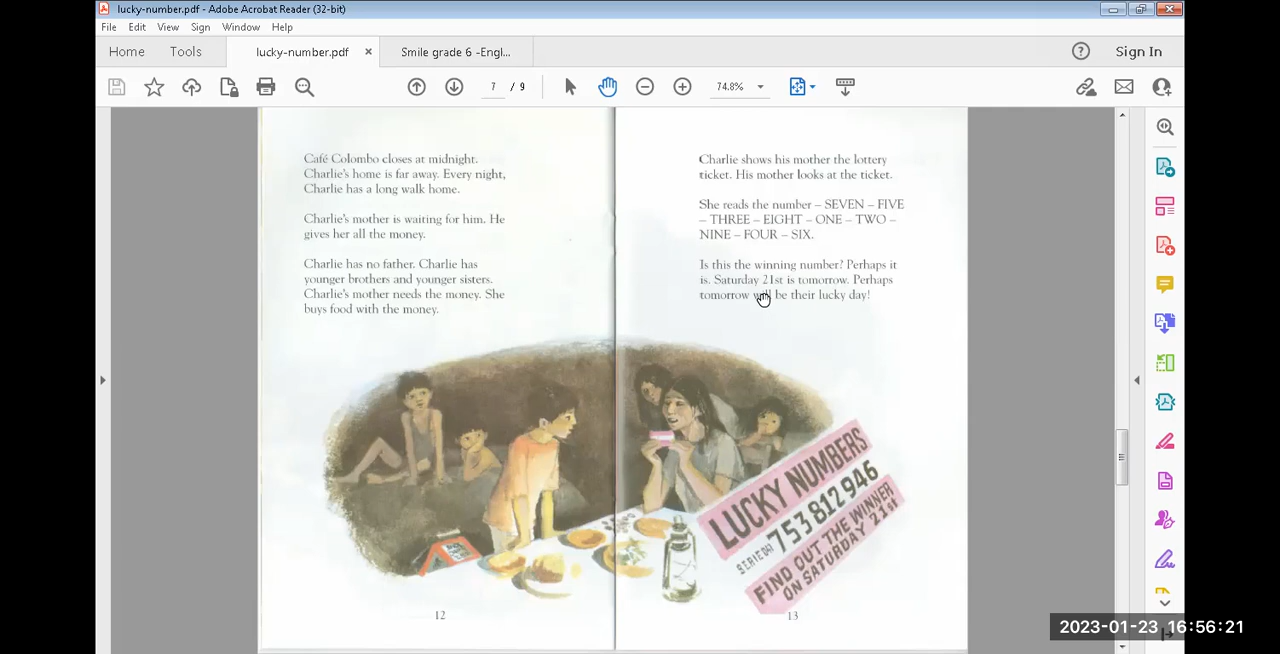 lucky-number.pdf - Adobe Acrobat Reader (32-bit)
File Edit View Sign Window Help
Home Tools lucky-number.pdf × Smile grade 6 -Engl... Sign In
7 / 9 74.8%
Café Colombo closes at midnight.
Charlie's home is far away. Every night,
Charlie has a long walk home.
Charlie's mother is waiting for him. He
gives her all the money.
Charlie has no father. Charlie has
younger brothers and younger sisters.
Charlie's mother needs the money. She
buys food with the money.
12
Charlie shows his mother the lottery
ticket. His mother looks at the ticket.
She reads the number – SEVEN – FIVE
– THREE – EIGHT – ONE – TWO –
NINE – FOUR – SIX.
Is this the winning number? Perhaps it
is. Saturday 21st is tomorrow. Perhaps
tomorrow will be their lucky day!
LUCKY NUMBERS
753812946
FIND OUT THE WINNER
ON SATURDAY 21st
13
2023-01-23 16:56:21